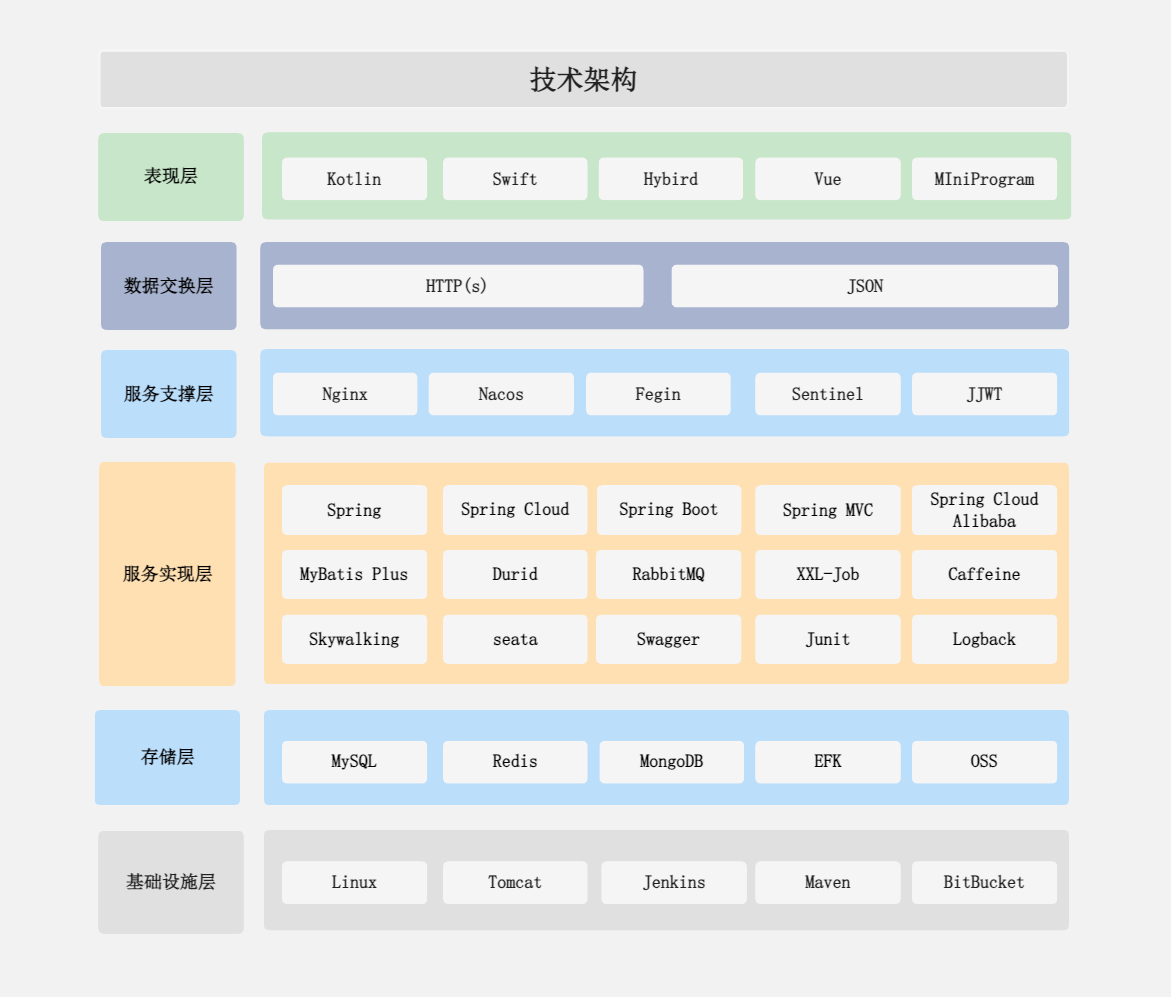 技术架构
表现层
Kotlin
Swift
Hybird
Vue
MIniProgram
数据交换层
HTTP(s)
JSON
服务支撑层
Nginx
Nacos
Fegin
Sentinel
JJWT
服务实现层
Spring
Spring Cloud
Spring Boot
Spring MVC
Spring Cloud
Alibaba
MyBatis Plus
Durid
RabbitMQ
XXL-Job
Caffeine
Skywalking
seata
Swagger
Junit
Logback
存储层
MySQL
Redis
MongoDB
EFK
OSS
基础设施层
Linux
Tomcat
Jenkins
Maven
BitBucket